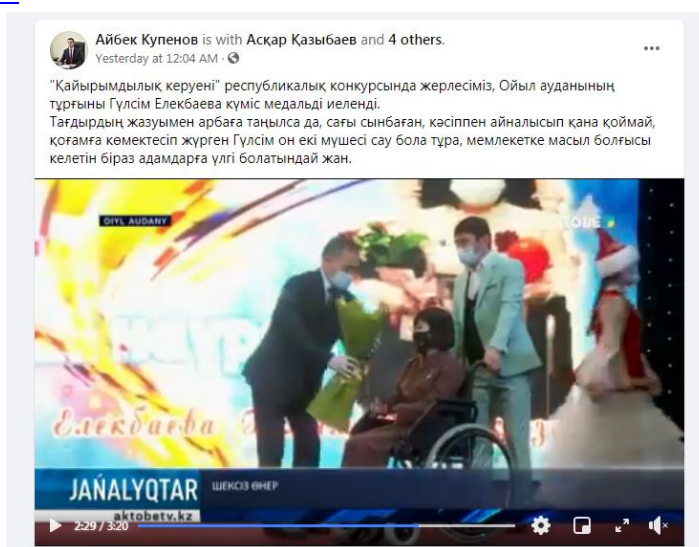 Айбек Купенов is with Асқар Қазыбаев and 4 others.
Yesterday at 12:04 AM
"Қайырымдылық керуені" республикалық конкурсында жерлесіміз, Ойыл ауданының
тұрғыны Гүлсім Елекбаева күміс медальді иеленді.
Тағдырдың жазуымен арбаға таңылса да, сағы сынбаған, кәсіппен айналысып қана қоймай,
қоғамға көмектесіп жүрген Гүлсім он екі мүшесі сау бола тұра, мемлекетке масыл болғысы
келетін біраз адамдарға үлгі болатындай жан.
OIYL AUDANY
Елекбаева
JAŃALYQTAR
ШЕКСІЗ ӨНЕР
aktobetv.kz
2:29 / 3:20